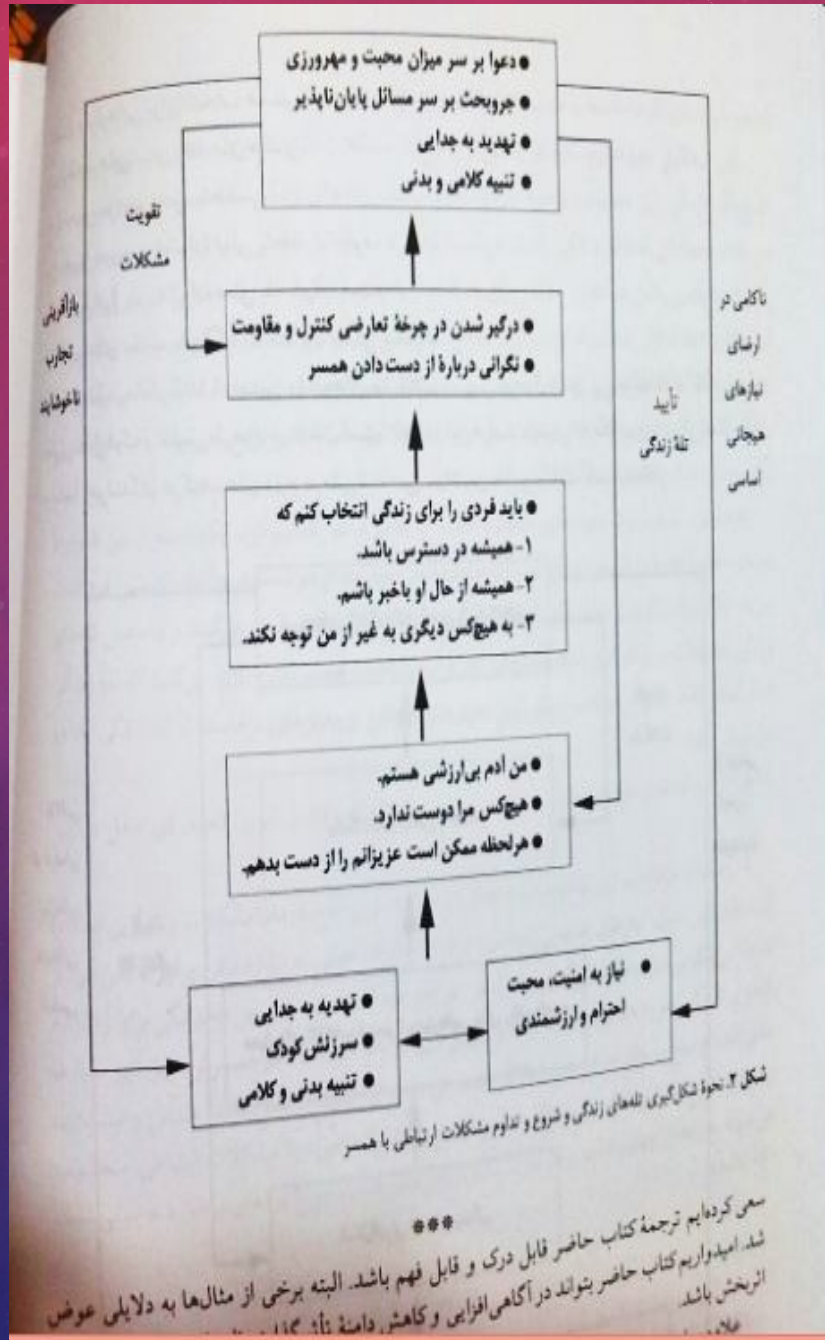 ● دعوا بر سر میزان محبت و مهرورزی
● جروبحث بر سر مسائل پایان‌ناپذیر
● تهدید به جدایی
● تنبیه کلامی و بدنی
تقویت
مشکلات
● درگیر شدن در چرخهٔ تعارضی کنترل و مقاومت
● نگرانی دربارهٔ از دست دادن همسر
بازآفرینی
تجارب
ناخوشایند
ناکامی در
ارضای
نیازهای
هیجانی
اساسی
تأیید
تلهٔ زندگی
● باید فردی را برای زندگی انتخاب کنم که
۱- همیشه در دسترس باشد.
۲- همیشه از حال او باخبر باشم.
۳- به هیچ‌کس دیگری به غیر از من توجه نکند.
● من آدم بی‌ارزشی هستم.
● هیچ‌کس مرا دوست ندارد.
● هرلحظه ممکن است عزیزانم را از دست بدهم.
● نیاز به امنیت، محبت
احترام و ارزشمندی
● تهدیه به جدایی
● سرزنش کودک
● تنبیه بدنی و کلامی
شکل ۲. نحوهٔ شکل‌گیری تله‌های زندگی و شروع و تداوم مشکلات ارتباطی با همسر
***
سعی کرده‌ایم ترجمهٔ کتاب حاضر قابل درک و قابل فهم باشد. البته برخی از مثال‌ها به دلایلی عوض
شد. امیدواریم کتاب حاضر بتواند در آگاهی‌افزایی و کاهش دامنهٔ
اثربخش باشد.